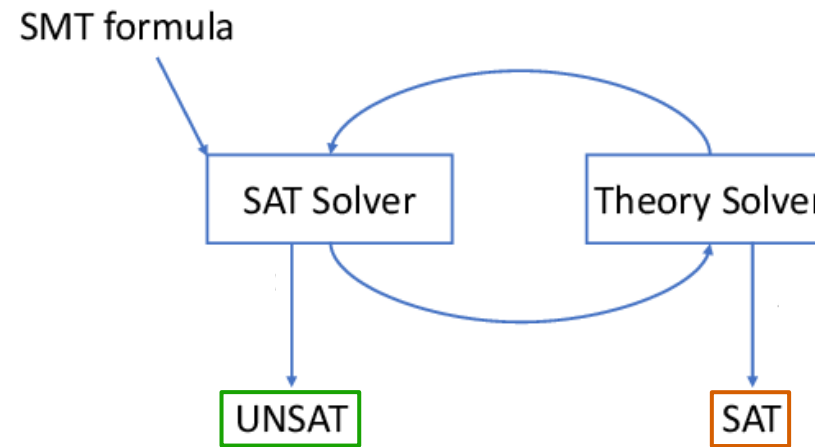 SMT formula
SAT Solver
Theory Solver
UNSAT
SAT